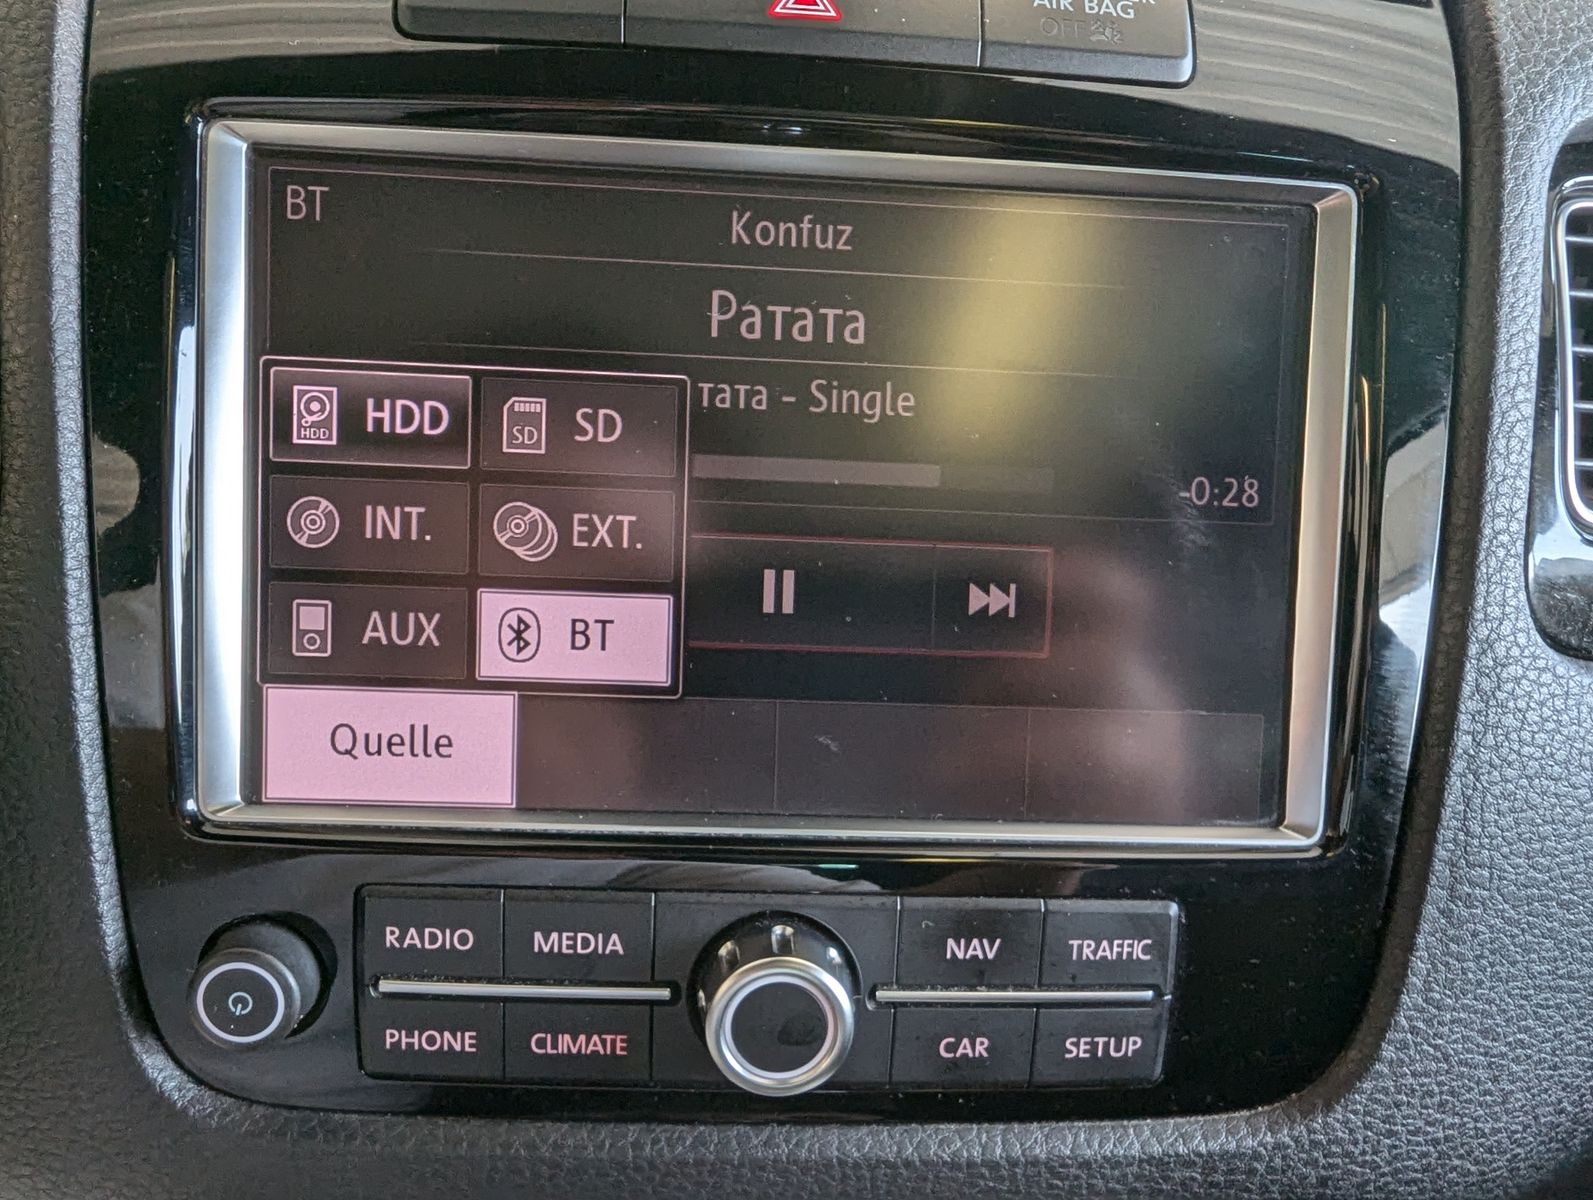 AIR BAG
OFF
BT
Konfuz
Ратата
тата - Single
HDD HDD
SD SD
-0:28
INT.
EXT.
AUX
BT
Quelle
RADIO
MEDIA
NAV
TRAFFIC
PHONE
CLIMATE
CAR
SETUP